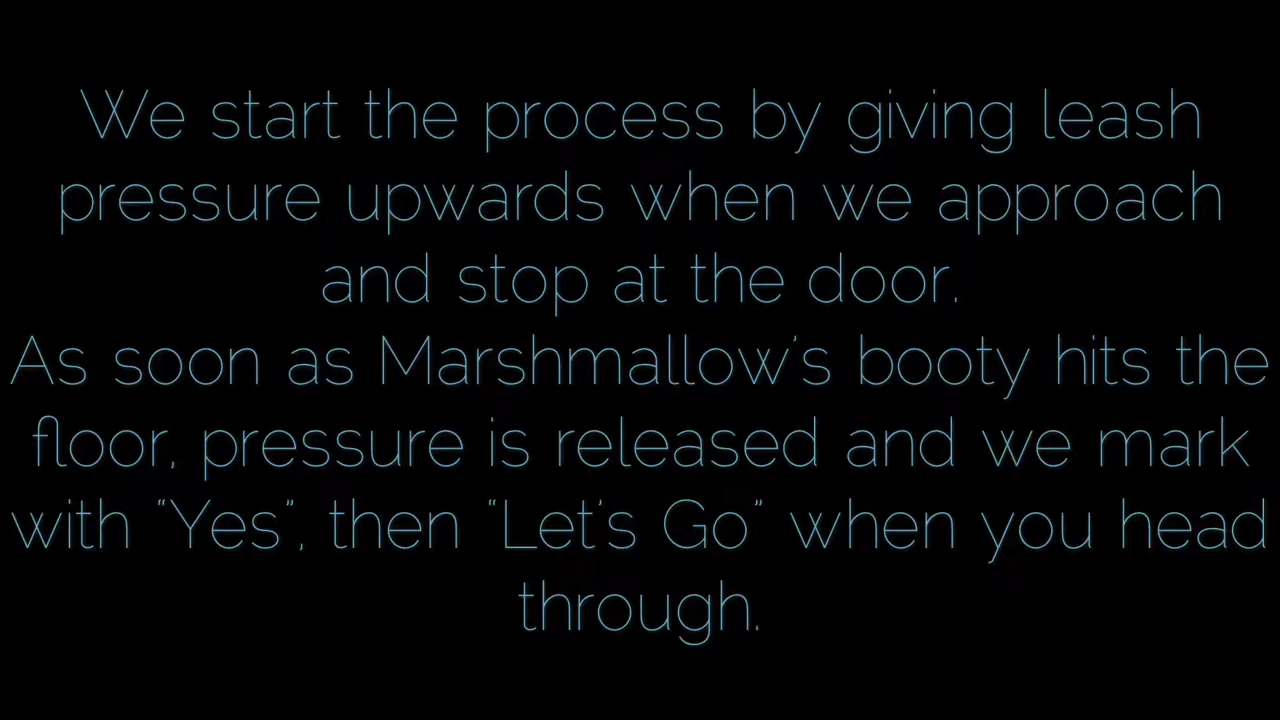 We start the process by giving leash
pressure upwards when we approach
and stop at the door.
As soon as Marshmallow's booty hits the
floor, pressure is released and we mark
with “Yes”, then “Let's Go” when you head
through.